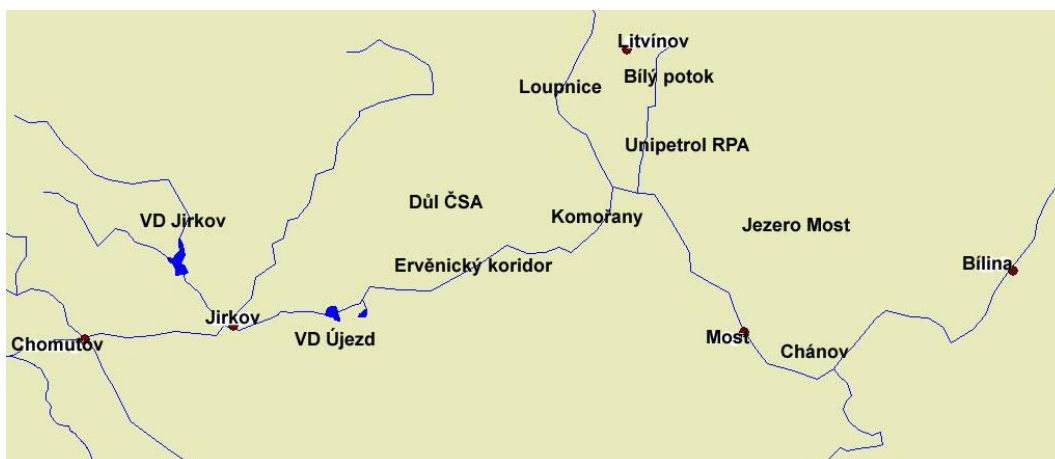 Litvínov
Bílý potok
Loupnice
Unipetrol RPA
Důl ČSA
Komořany
VD Jirkov
Jezero Most
Ervěnický koridor
Bílina
Jirkov
VD Újezd
Most
Chomutov
Chánov